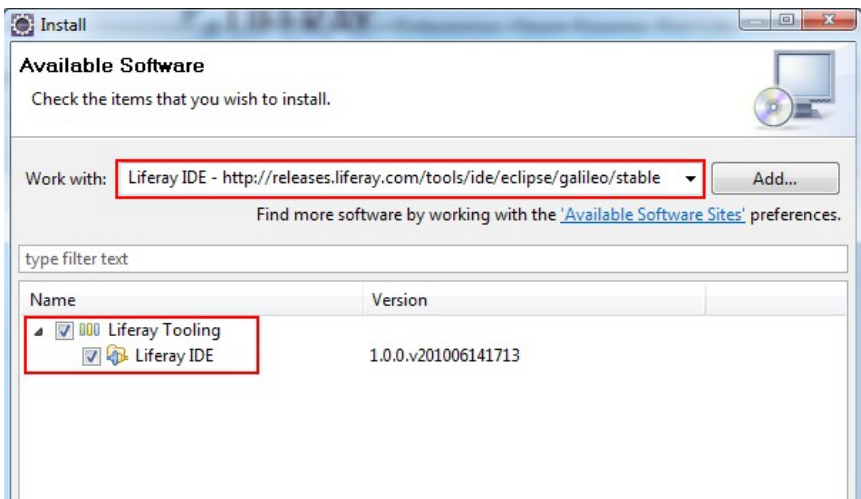 Install
Available Software
Check the items that you wish to install.
Work with: Liferay IDE - http://releases.liferay.com/tools/ide/eclipse/galileo/stable Add...
Find more software by working with the 'Available Software Sites' preferences.
type filter text
Name Version
Liferay Tooling
Liferay IDE 1.0.0.v201006141713